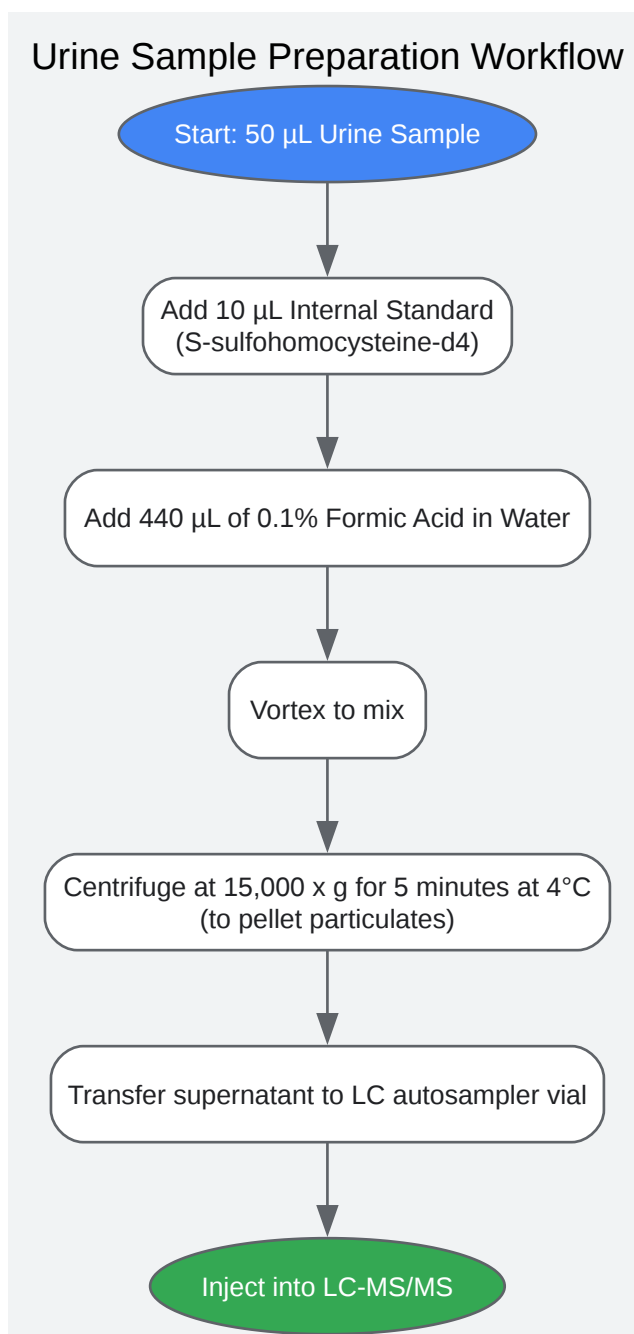 Urine Sample Preparation Workflow
Start: 50 µL Urine Sample
Add 10 µL Internal Standard
(S-sulfohomocysteine-d4)
Add 440 µL of 0.1% Formic Acid in Water
Vortex to mix
Centrifuge at 15,000 x g for 5 minutes at 4°C
(to pellet particulates)
Transfer supernatant to LC autosampler vial
Inject into LC-MS/MS